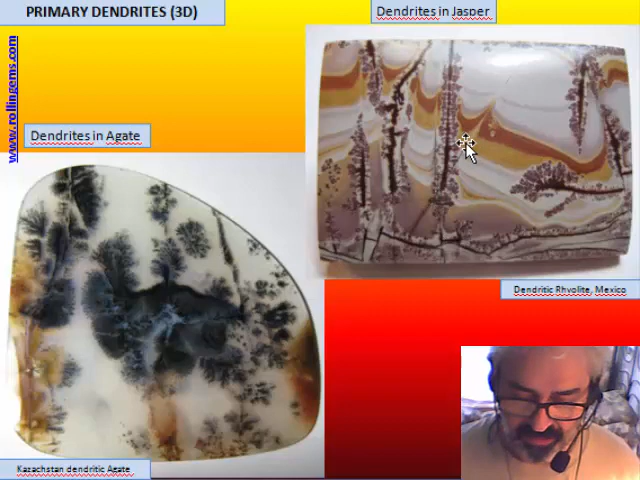 PRIMARY DENDRITES (3D)
Dendrites in Jasper
www.rollingems.com
Dendrites in Agate
Dendritic Rhyolite, Mexico
Kazachstan dendritic Agate